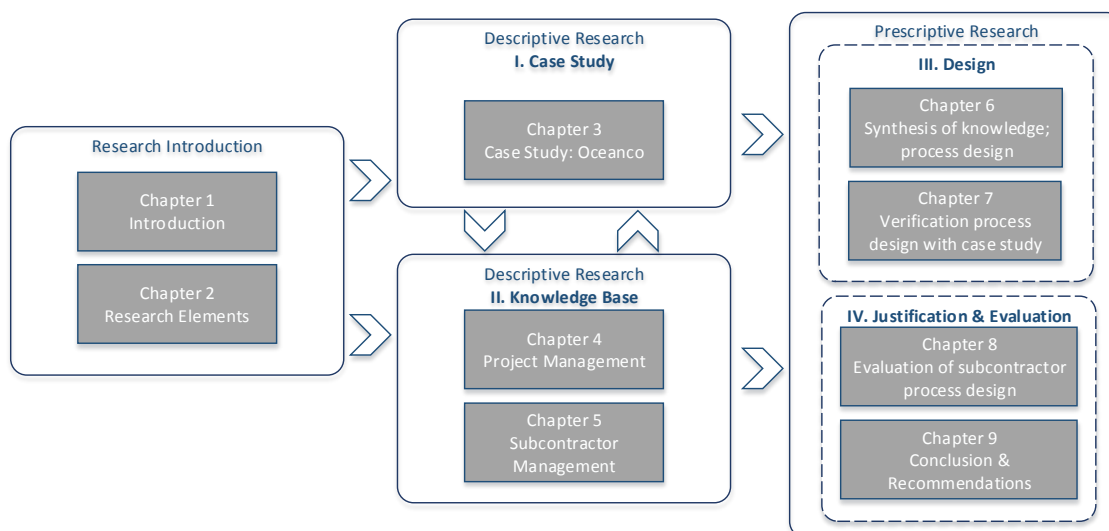 Research Introduction
Chapter 1
Introduction
Chapter 2
Research Elements
Descriptive Research
I. Case Study
Chapter 3
Case Study: Oceanco
Descriptive Research
II. Knowledge Base
Chapter 4
Project Management
Chapter 5
Subcontractor
Management
Prescriptive Research
III. Design
Chapter 6
Synthesis of knowledge;
process design
Chapter 7
Verification process
design with case study
IV. Justification & Evaluation
Chapter 8
Evaluation of subcontractor
process design
Chapter 9
Conclusion &
Recommendations